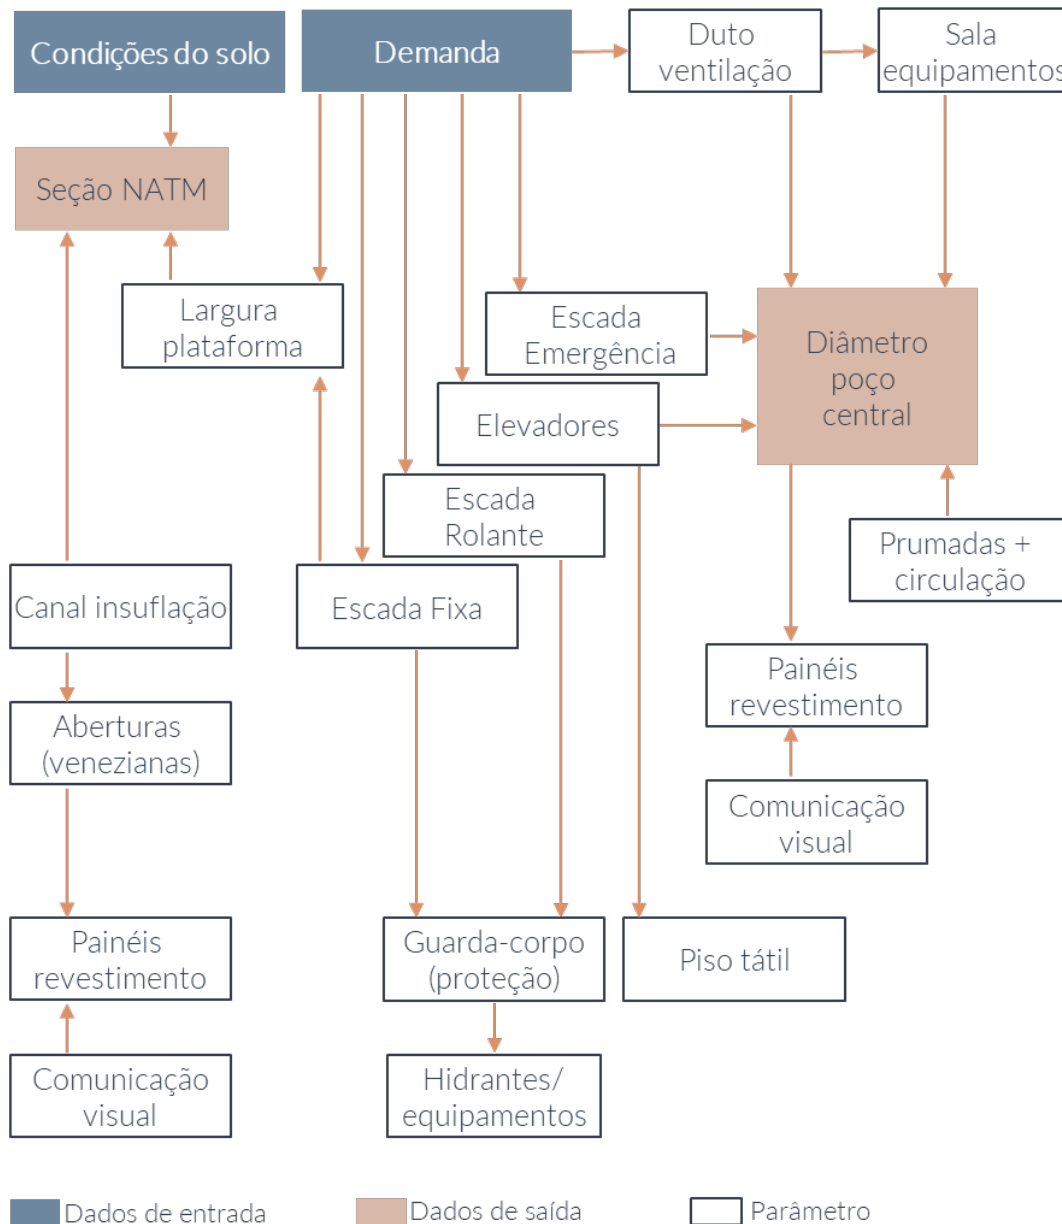 Condições do solo
Demanda
Duto
ventilação
Sala
equipamentos
Seção NATM
Largura
plataforma
Escada
Emergência
Diâmetro
poço
central
Elevadores
Escada
Rolante
Prumadas +
circulação
Canal insuflação
Escada Fixa
Painéis
revestimento
Aberturas
(venezianas)
Comunicação
visual
Painéis
revestimento
Guarda-corpo
(proteção)
Piso tátil
Comunicação
visual
Hidrantes/
equipamentos
Dados de entrada
Dados de saída
Parâmetro